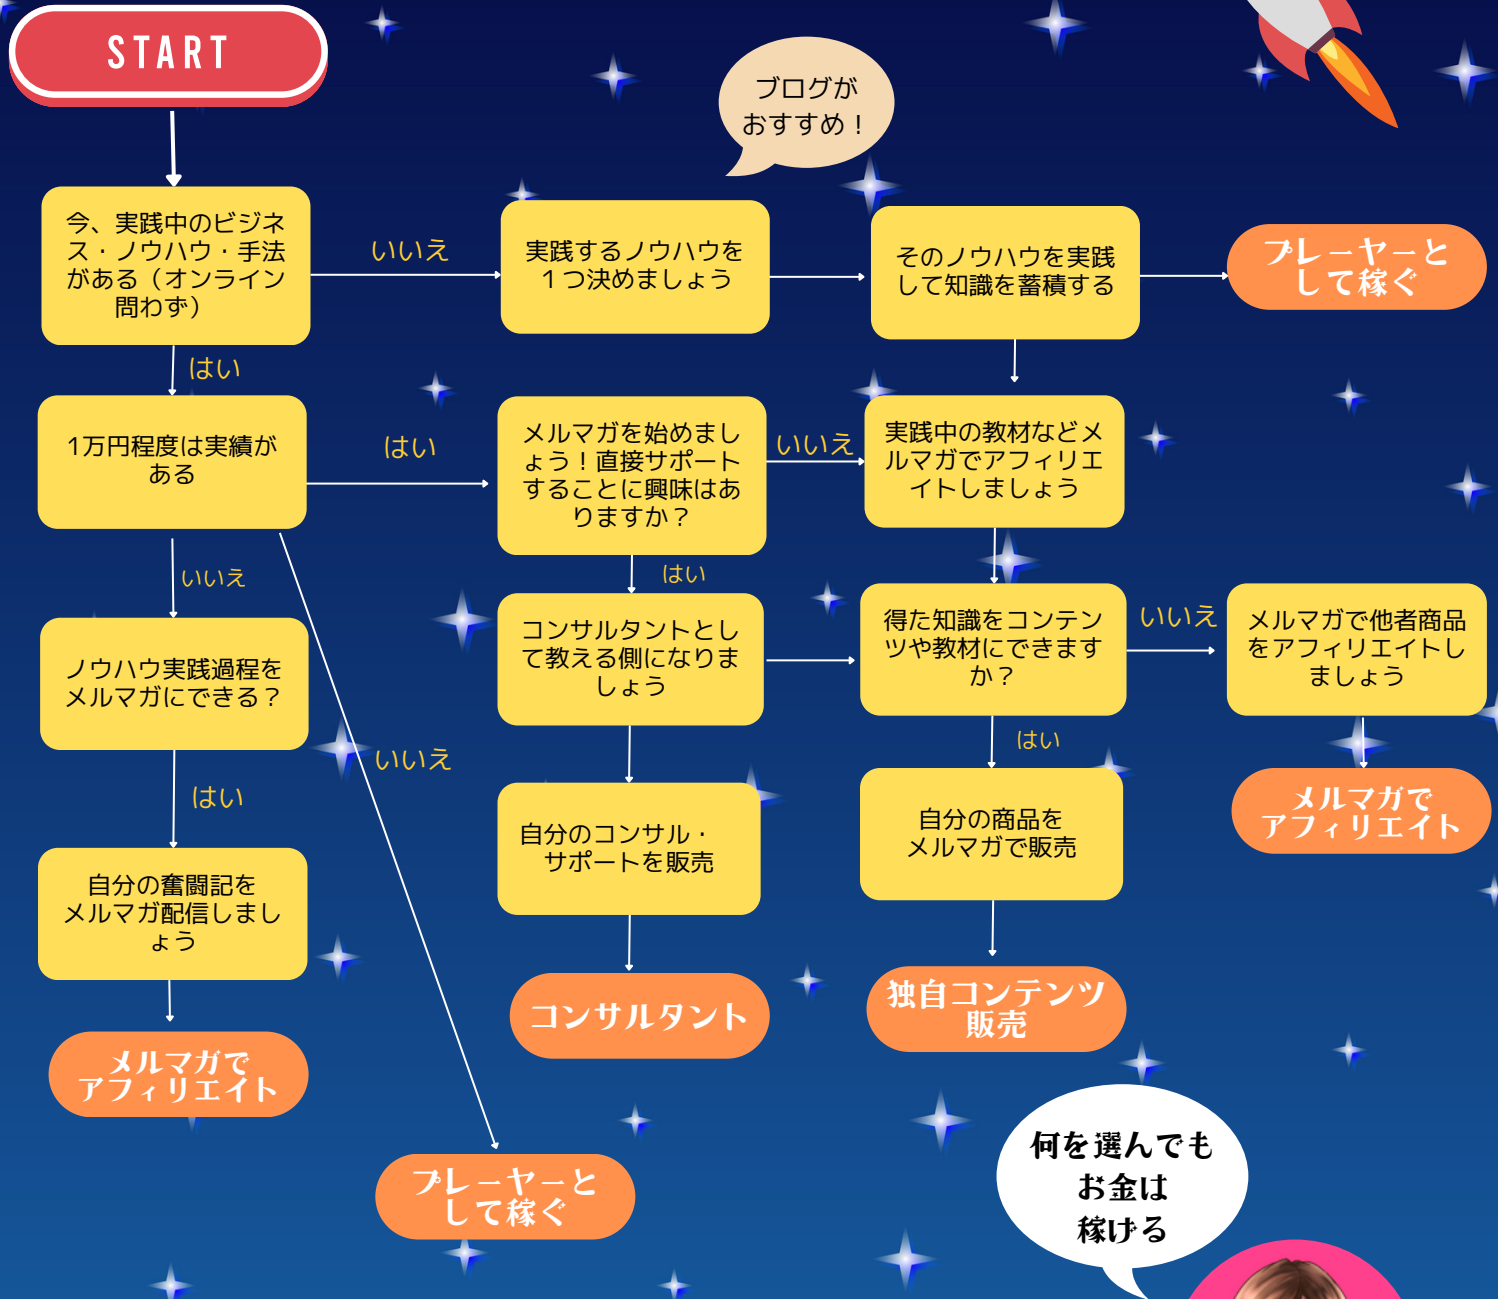 START
ブログが
おすすめ！
今、実践中のビジネ
ス・ノウハウ・手法
がある（オンライン
問わず）
いいえ
実践するノウハウを
１つ決めましょう
そのノウハウを実践
して知識を蓄積する
プレーヤーと
して稼ぐ
はい
1万円程度は実績が
ある
はい
メルマガを始めまし
ょう！直接サポート
することに興味はあ
りますか？
いいえ
実践中の教材などメ
ルマガでアフィリエ
イトしましょう
いいえ
はい
ノウハウ実践過程を
メルマガにできる？
コンサルタントとし
て教える側になりま
しょう
得た知識をコンテン
ツや教材にできます
か？
いいえ
メルマガで他者商品
をアフィリエイトし
ましょう
いいえ
はい
はい
自分の奮闘記を
メルマガ配信しまし
ょう
自分のコンサル・
サポートを販売
自分の商品を
メルマガで販売
メルマガで
アフィリエイト
メルマガで
アフィリエイト
コンサルタント
独自コンテンツ
販売
プレーヤーと
して稼ぐ
何を選んでも
お金は
稼げる